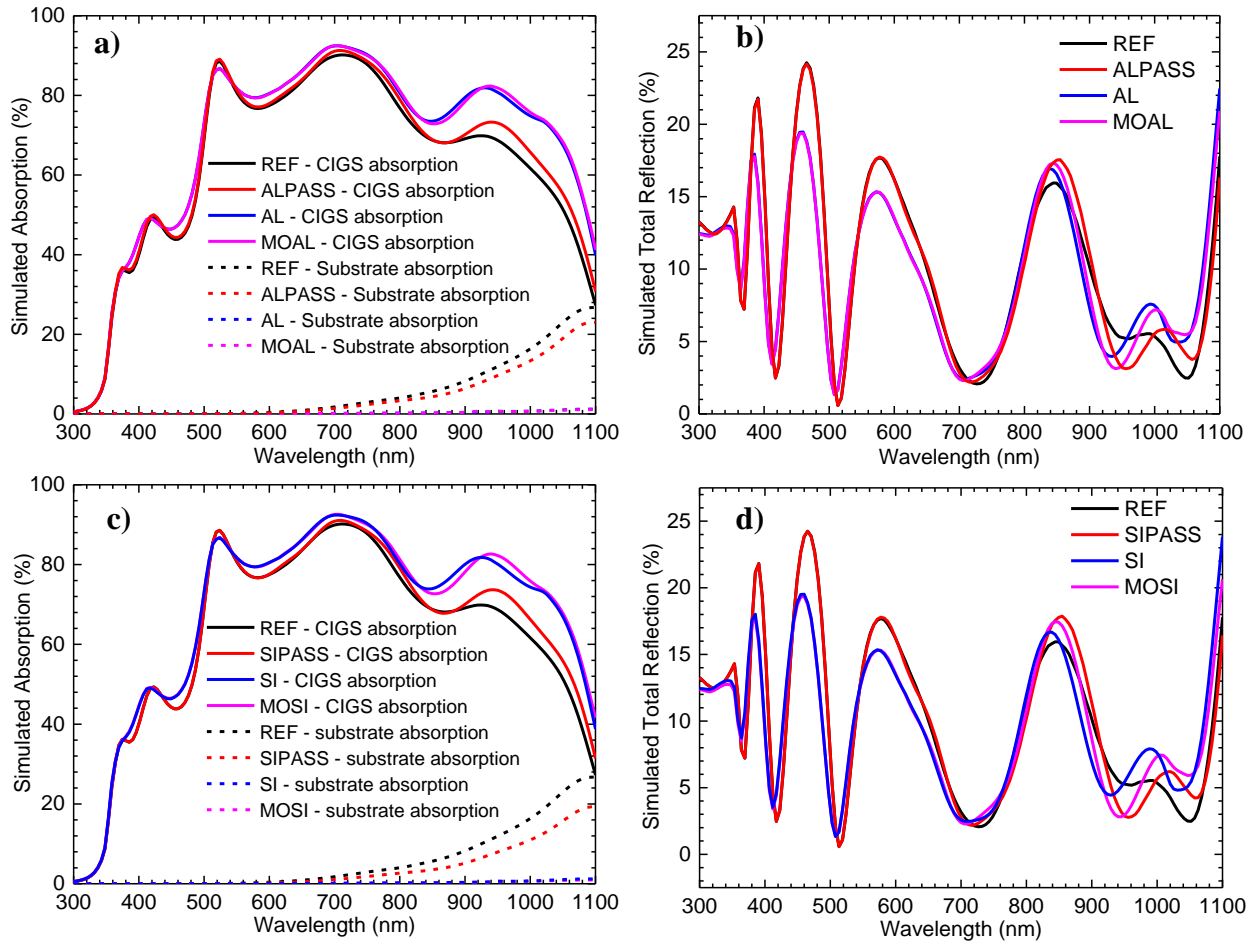 a)
Simulated Absorption (%)
100
80
60
40
20
0
REF - CIGS absorption
ALPASS - CIGS absorption
AL - CIGS absorption
MOAL - CIGS absorption
REF - Substrate absorption
ALPASS - Substrate absorption
AL - Substrate absorption
MOAL - Substrate absorption
300 400 500 600 700 800 900 1000 1100
Wavelength (nm)
b)
Simulated Total Reflection (%)
25
20
15
10
5
0
REF
ALPASS
AL
MOAL
300 400 500 600 700 800 900 1000 1100
Wavelength (nm)
c)
Simulated Absorption (%)
100
80
60
40
20
0
REF - CIGS absorption
SIPASS - CIGS absorption
SI - CIGS absorption
MOSI - CIGS absorption
REF - substrate absorption
SIPASS - substrate absorption
SI - substrate absorption
MOSI - substrate absorption
300 400 500 600 700 800 900 1000 1100
Wavelength (nm)
d)
Simulated Total Reflection (%)
25
20
15
10
5
0
REF
SIPASS
SI
MOSI
300 400 500 600 700 800 900 1000 1100
Wavelength (nm)